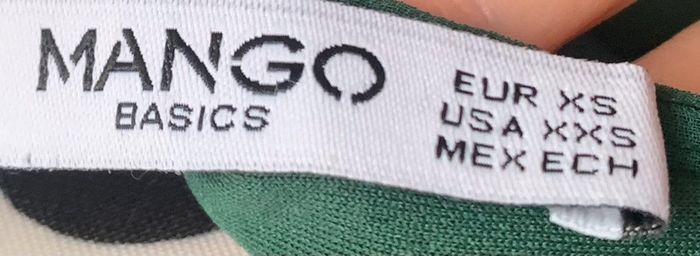 MANGO
BASICS
EUR XS
USA XXS
MEX ECH